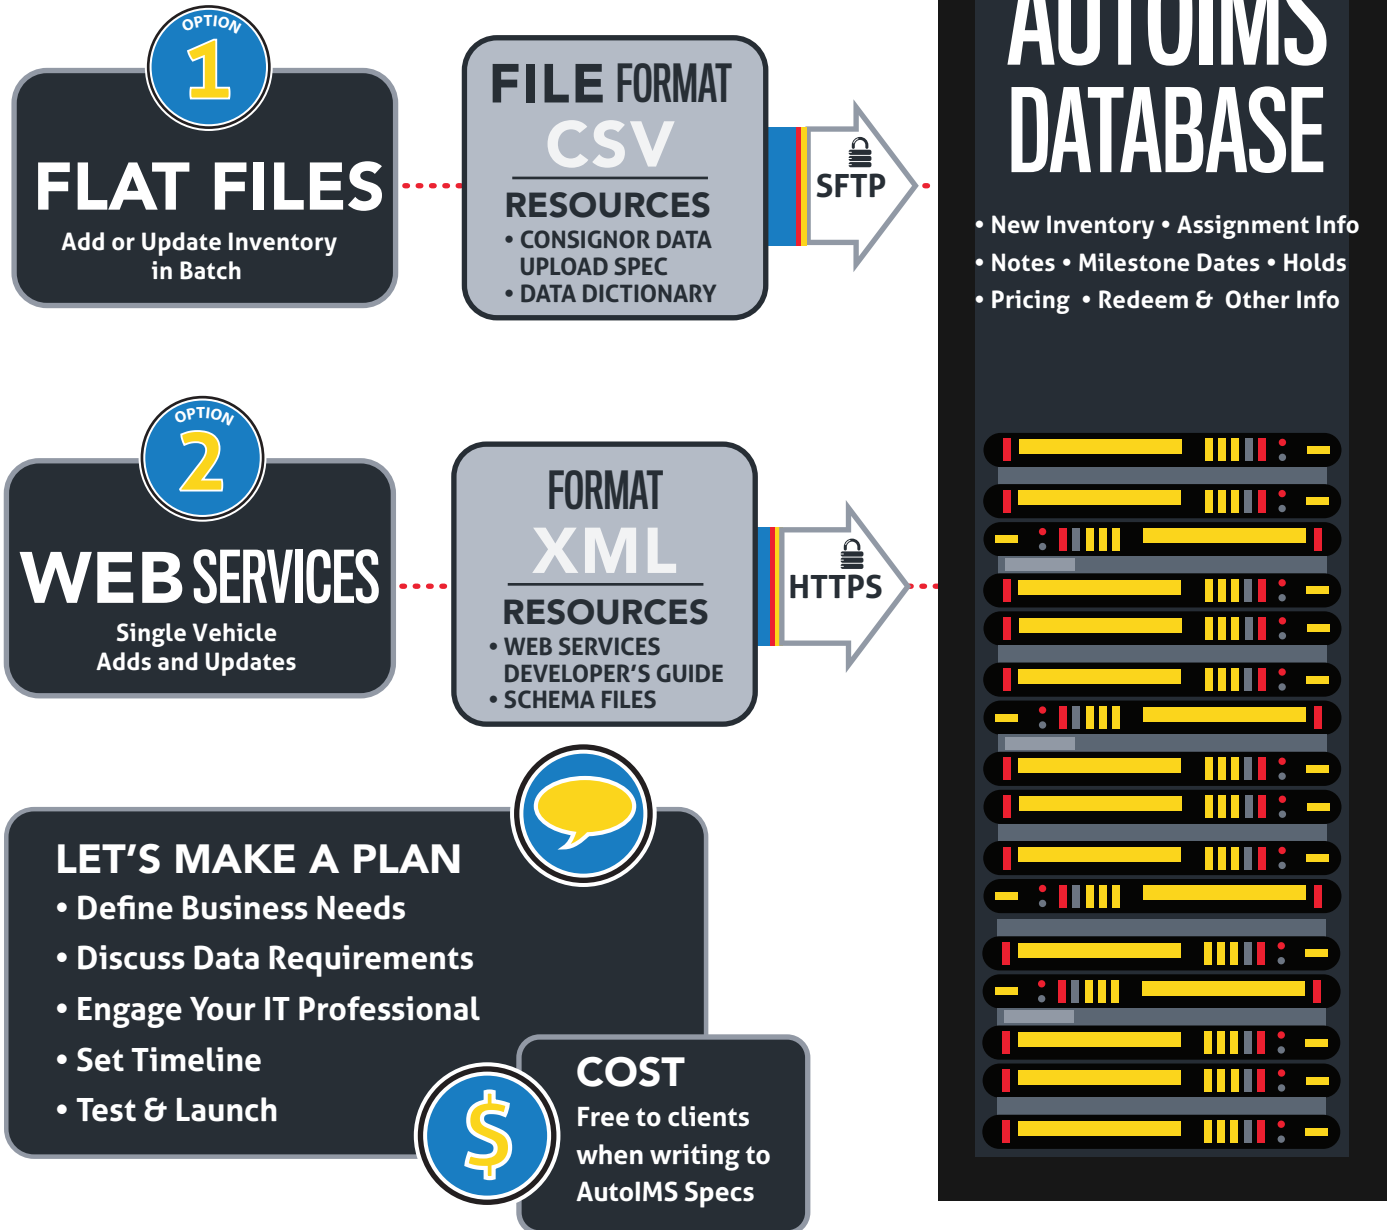 OPTION
1
FLAT FILES
Add or Update Inventory
in Batch
FILE FORMAT
CSV
RESOURCES
• CONSIGNOR DATA
UPLOAD SPEC
• DATA DICTIONARY
SFTP
AUTOIMS
DATABASE
• New Inventory • Assignment Info
• Notes • Milestone Dates • Holds
• Pricing • Redeem & Other Info
OPTION
2
WEB SERVICES
Single Vehicle
Adds and Updates
FORMAT
XML
RESOURCES
• WEB SERVICES
DEVELOPER'S GUIDE
• SCHEMA FILES
HTTPS
LET'S MAKE A PLAN
• Define Business Needs
• Discuss Data Requirements
• Engage Your IT Professional
• Set Timeline
• Test & Launch
$
COST
Free to clients
when writing to
AutoIMS Specs